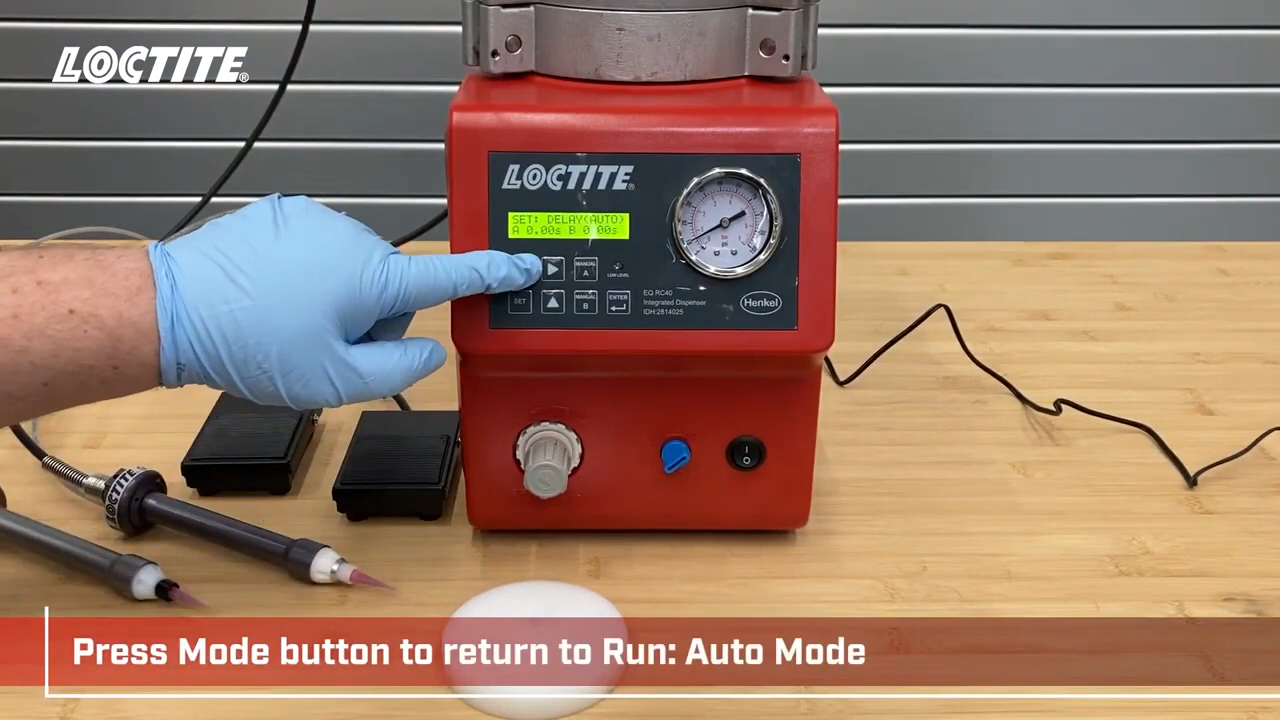 LOCTITE®
LOCTITE®
SET: DELAY(AUTO)
A 0.00s B 0.00s
MANUAL
A
LOW LEVEL
SET
MANUAL
B
ENTER
EQ RC40
Integrated Dispenser
IDH:2814025
Henkel
LOCTITE
Press Mode button to return to Run: Auto Mode